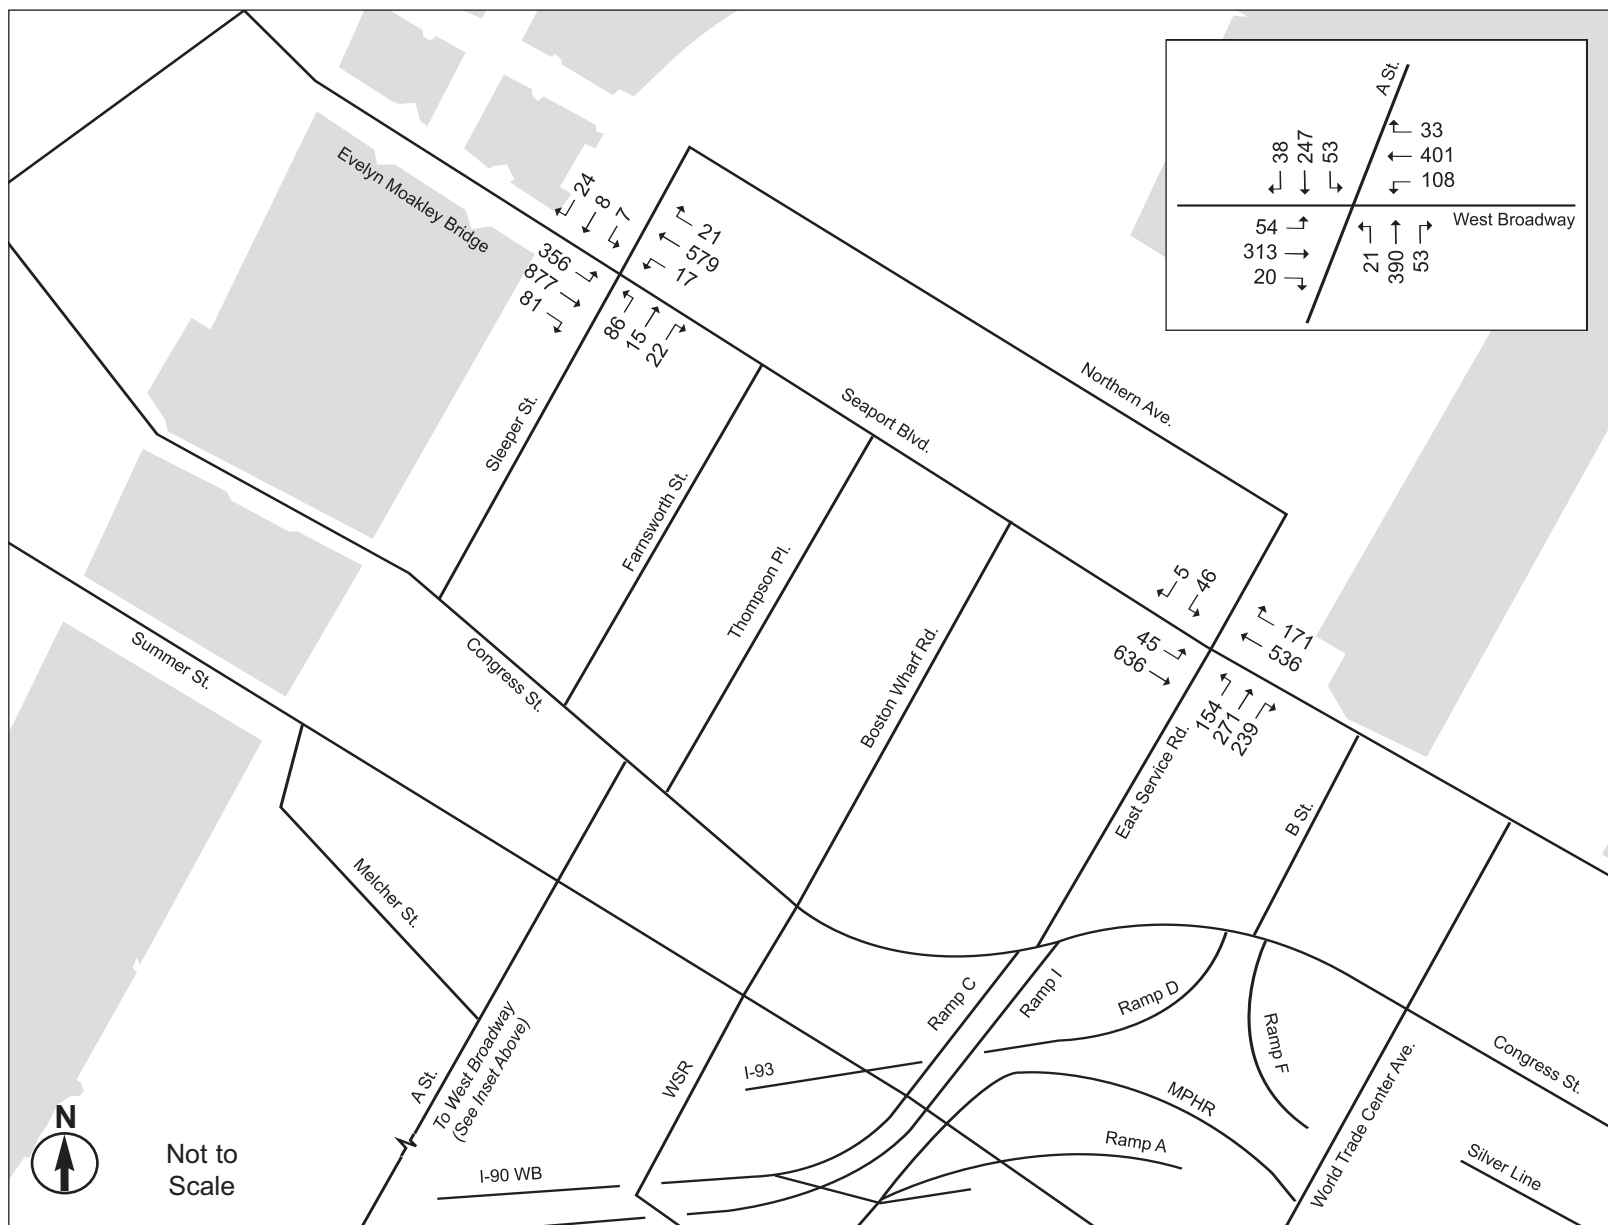 A St.
38
247
53
33
401
108
West Broadway
54
313
20
21
390
53
Evelyn Moakley Bridge
24
8
7
21
579
17
356
877
81
86
15
22
Northern Ave.
Seaport Blvd.
Sleeper St.
Farnsworth St.
Thompson Pl.
Boston Wharf Rd.
5
46
171
536
45
636
154
271
239
East Service Rd.
B St.
Summer St.
Congress St.
Melcher St.
A St.
To West Broadway
(See Inset Above)
WSR
I-93
Ramp C
Ramp I
Ramp D
Ramp F
MPHR
Ramp A
World Trade Center Ave.
Congress St.
Silver Line
I-90 WB
N
Not to
Scale